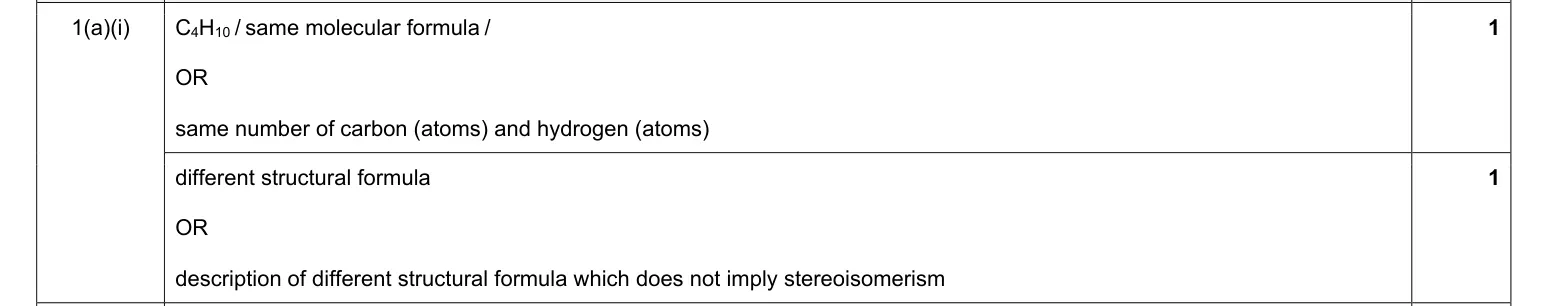 1(a)(i) C₄H₁₀ / same molecular formula / 1
OR
same number of carbon (atoms) and hydrogen (atoms)
different structural formula 1
OR
description of different structural formula which does not imply stereoisomerism